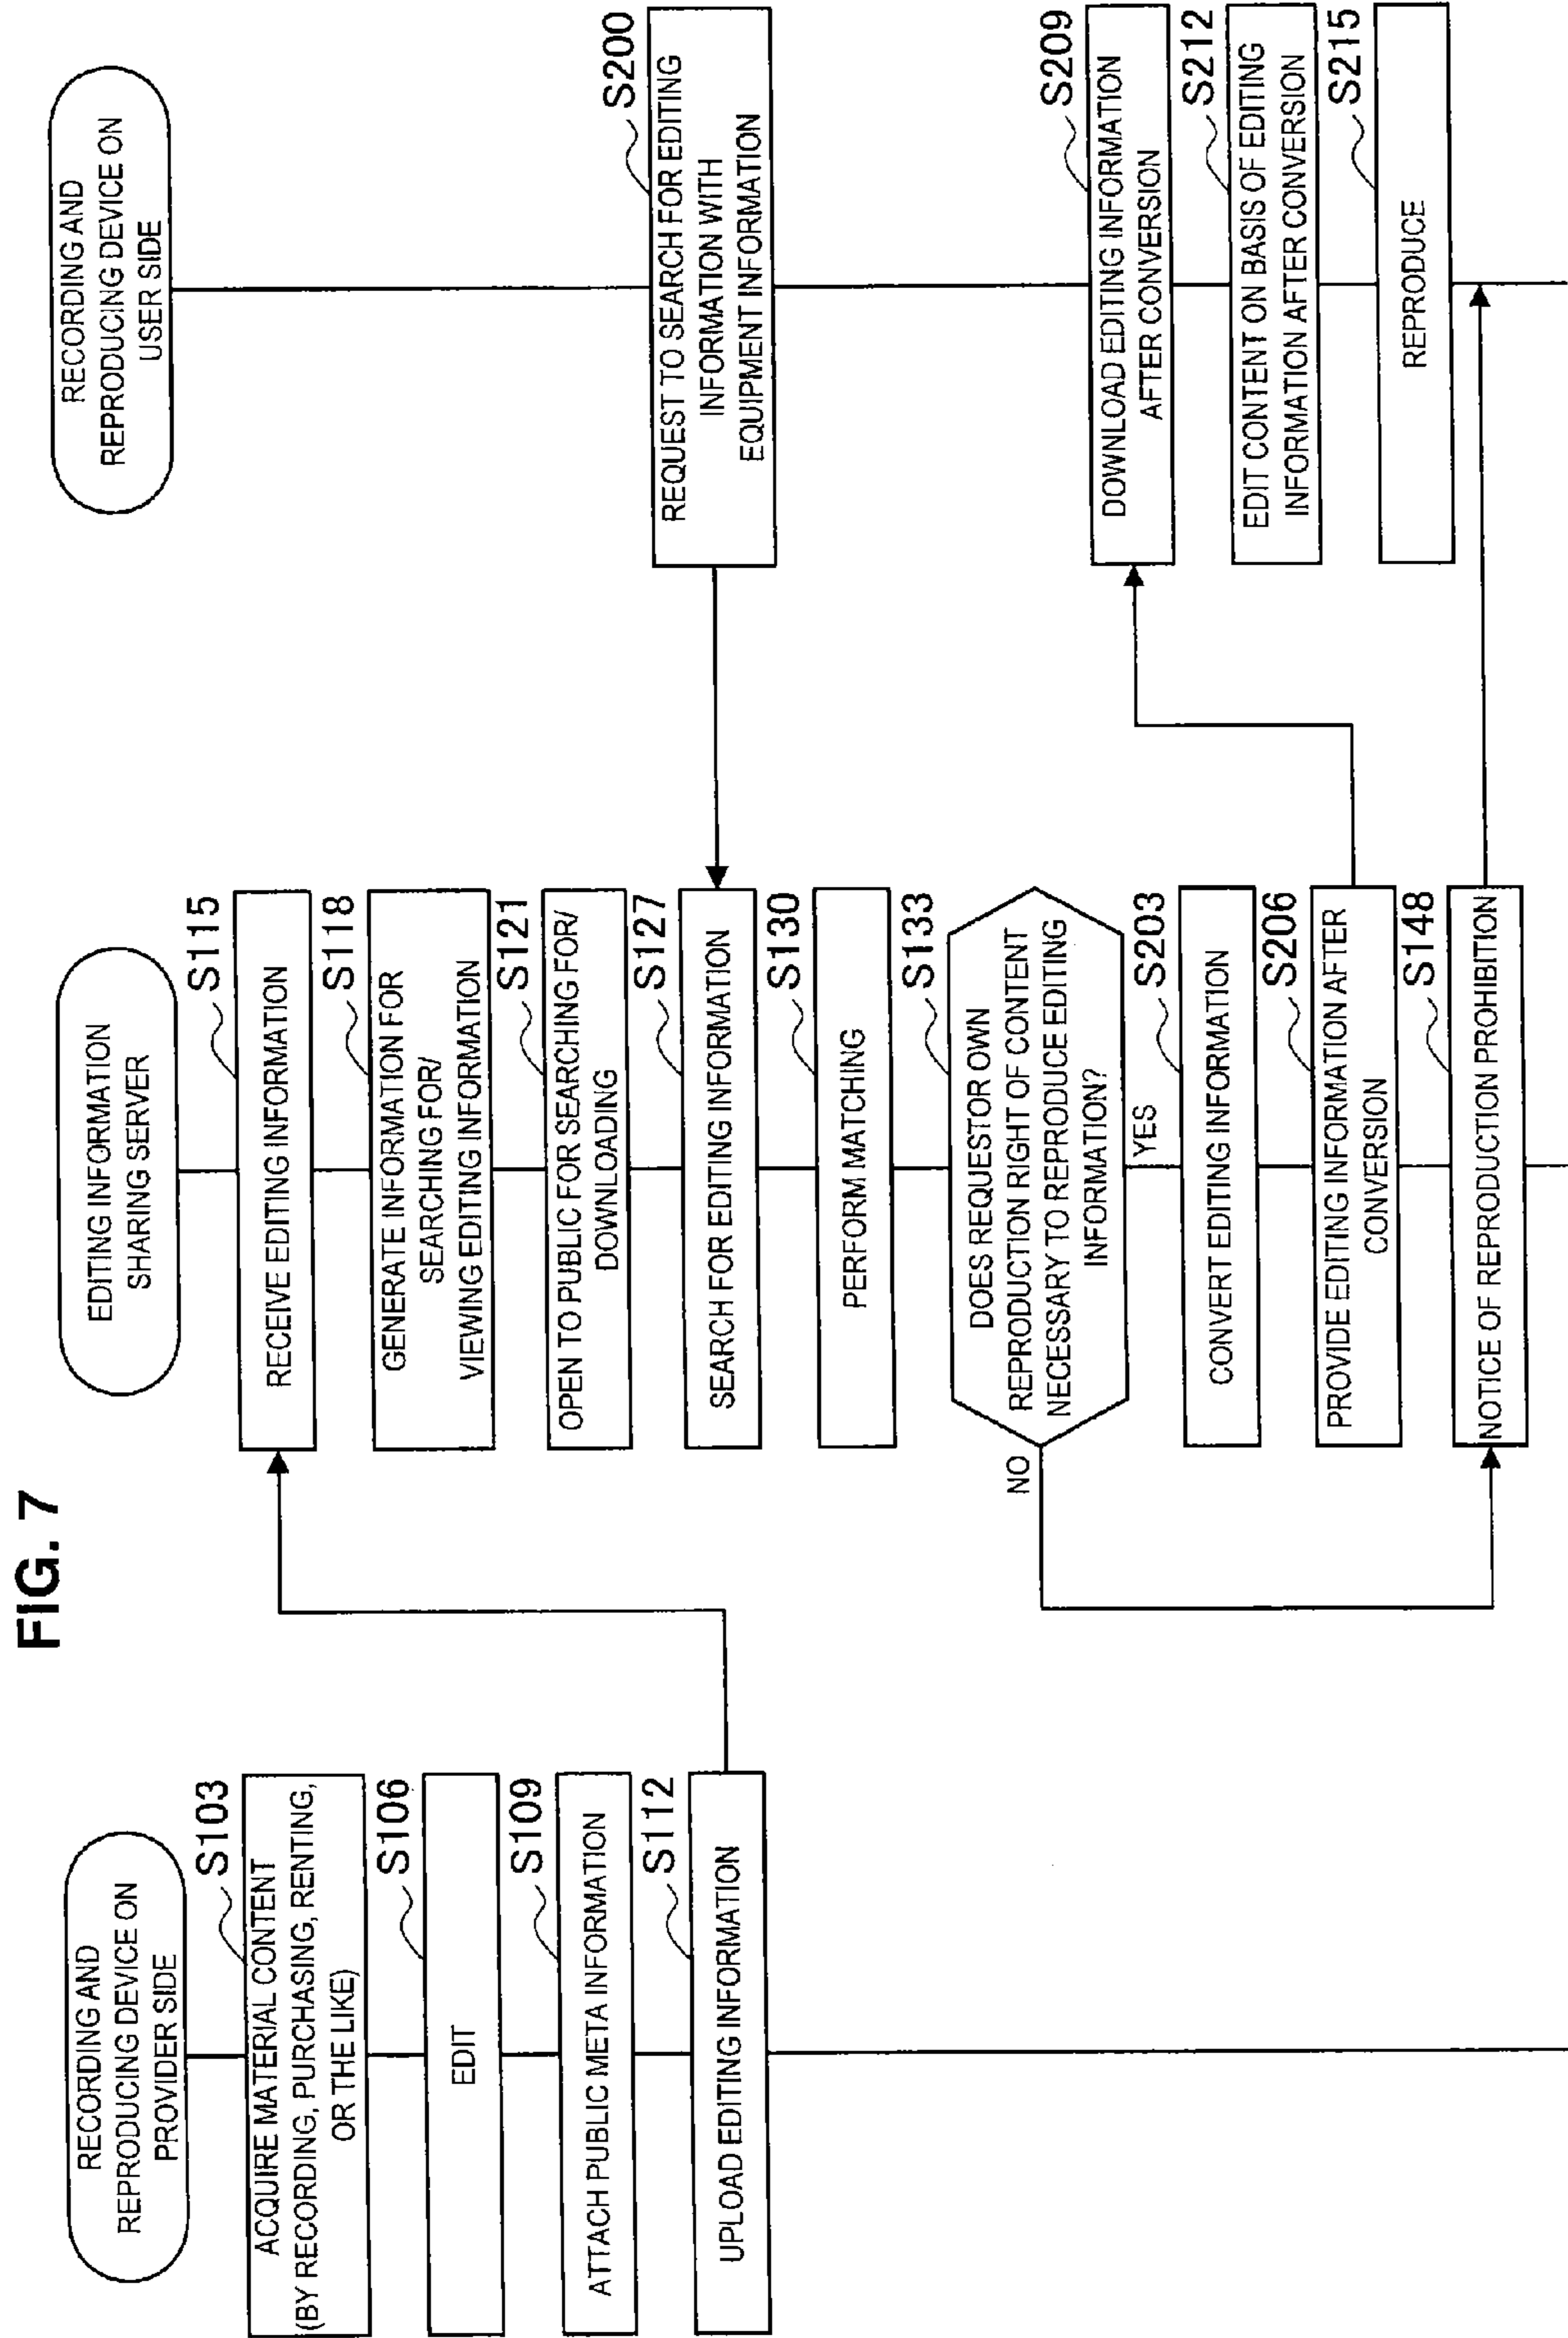 FIG. 7
RECORDING AND
REPRODUCING DEVICE ON
PROVIDER SIDE
S103
ACQUIRE MATERIAL CONTENT
(BY RECORDING, PURCHASING, RENTING,
OR THE LIKE)
S106
EDIT
S109
ATTACH PUBLIC META INFORMATION
S112
UPLOAD EDITING INFORMATION
EDITING INFORMATION
SHARING SERVER
S115
RECEIVE EDITING INFORMATION
S118
GENERATE INFORMATION FOR
SEARCHING FOR/
VIEWING EDITING INFORMATION
S121
OPEN TO PUBLIC FOR SEARCHING FOR/
DOWNLOADING
S127
SEARCH FOR EDITING INFORMATION
S130
PERFORM MATCHING
S133
DOES REQUESTOR OWN
REPRODUCTION RIGHT OF CONTENT
NECESSARY TO REPRODUCE EDITING
INFORMATION?
NO
YES
S203
CONVERT EDITING INFORMATION
S206
PROVIDE EDITING INFORMATION AFTER
CONVERSION
S148
NOTICE OF REPRODUCTION PROHIBITION
RECORDING AND
REPRODUCING DEVICE ON
USER SIDE
S200
REQUEST TO SEARCH FOR EDITING
INFORMATION WITH
EQUIPMENT INFORMATION
S209
DOWNLOAD EDITING INFORMATION
AFTER CONVERSION
S212
EDIT CONTENT ON BASIS OF EDITING
INFORMATION AFTER CONVERSION
S215
REPRODUCE